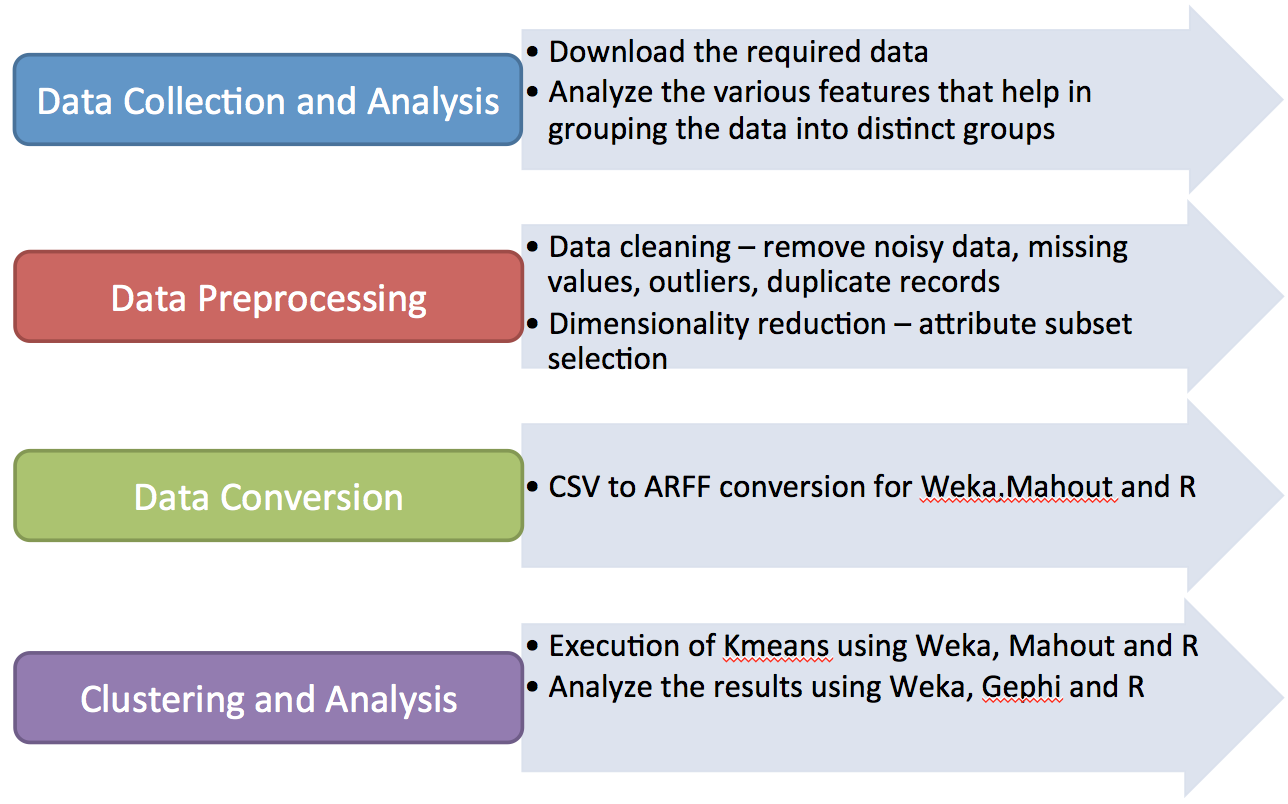 Data Collection and Analysis
• Download the required data
• Analyze the various features that help in
grouping the data into distinct groups
Data Preprocessing
• Data cleaning – remove noisy data, missing
values, outliers, duplicate records
• Dimensionality reduction – attribute subset
selection
Data Conversion
• CSV to ARFF conversion for Weka,Mahout and R
Clustering and Analysis
• Execution of Kmeans using Weka, Mahout and R
• Analyze the results using Weka, Gephi and R